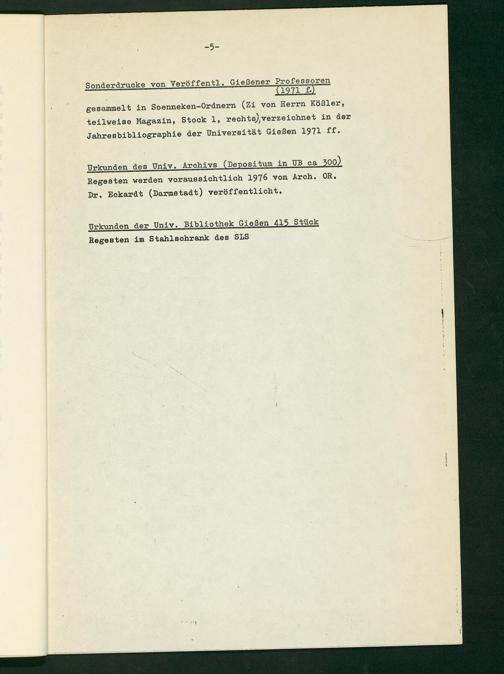 -5-
Sonderdrucke von Veröffentl. Gießener Professoren
(1971 f.)
gesammelt in Soenneken-Ordnern (Zi von Herrn Kößler,
teilweise Magazin, Stock 1, rechts),verzeichnet in der
Jahresbibliographie der Universität Gießen 1971 ff.
Urkunden des Univ. Archivs (Depositum in UB ca 300)
Regesten werden voraussichtlich 1976 von Arch. OR.
Dr. Eckardt (Darmstadt) veröffentlicht.
Urkunden der Univ. Bibliothek Gießen 415 Stück
Regesten im Stahlschrank des SLS